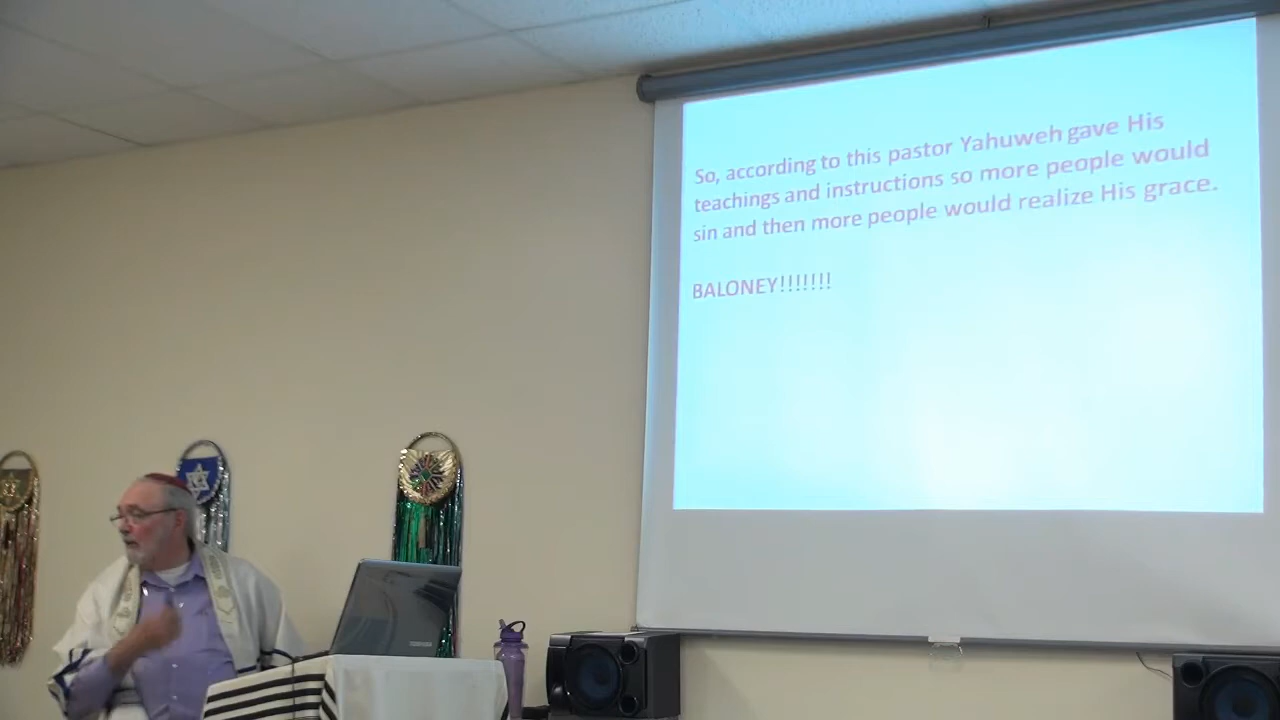 So, according to this pastor Yahuweh gave His
teachings and instructions so more people would
sin and then more people would realize His grace.
BALONEY!!!!!!!
TOSHIBA